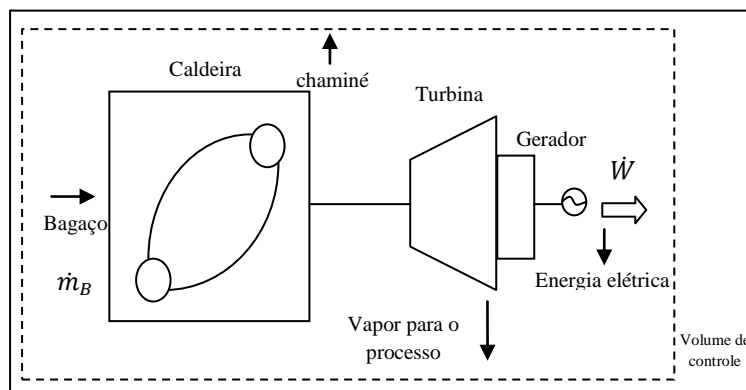 Caldeira
chaminé
Turbina
Gerador
Ẇ
Bagaço
ṁ_B
Energia elétrica
Vapor para o
processo
Volume de
controle